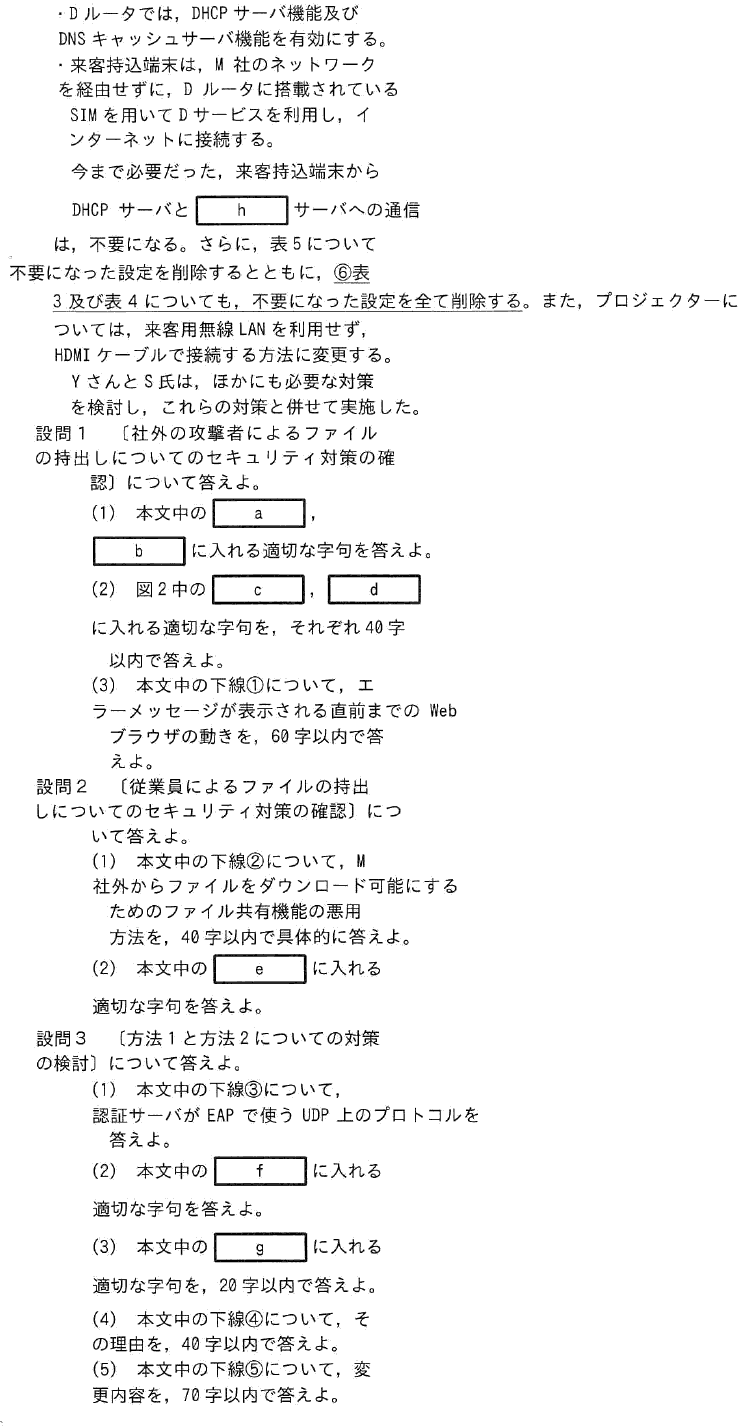 ・Dルータでは，DHCPサーバ機能及び
DNSキャッシュサーバ機能を有効にする。
・来客持込端末は，M 社のネットワーク
を経由せずに，D ルータに搭載されている
SIMを用いてDサービスを利用し，イ
ンターネットに接続する。
今まで必要だった，来客持込端末から
DHCP サーバと h サーバへの通信
は，不要になる。さらに，表5について
不要になった設定を削除するとともに，⑥表
3及び表4についても，不要になった設定を全て削除する。また，プロジェクターに
ついては，来客用無線LANを利用せず，
HDMIケーブルで接続する方法に変更する。
YさんとS氏は，ほかにも必要な対策
を検討し，これらの対策と併せて実施した。
設問1 〔社外の攻撃者によるファイル
の持出しについてのセキュリティ対策の確
認〕について答えよ。
(1) 本文中の a ，
b に入れる適切な字句を答えよ。
(2) 図2中の c ， d
に入れる適切な字句を，それぞれ40字
以内で答えよ。
(3) 本文中の下線①について，エ
ラーメッセージが表示される直前までの Web
ブラウザの動きを，60字以内で答
えよ。
設問2 〔従業員によるファイルの持出
しについてのセキュリティ対策の確認〕につ
いて答えよ。
(1) 本文中の下線②について，M
社外からファイルをダウンロード可能にする
ためのファイル共有機能の悪用
方法を，40字以内で具体的に答えよ。
(2) 本文中の e に入れる
適切な字句を答えよ。
設問3 〔方法1と方法2についての対策
の検討〕について答えよ。
(1) 本文中の下線③について，
認証サーバが EAP で使う UDP 上のプロトコルを
答えよ。
(2) 本文中の f に入れる
適切な字句を答えよ。
(3) 本文中の g に入れる
適切な字句を，20字以内で答えよ。
(4) 本文中の下線④について，そ
の理由を，40字以内で答えよ。
(5) 本文中の下線⑤について，変
更内容を，70字以内で答えよ。